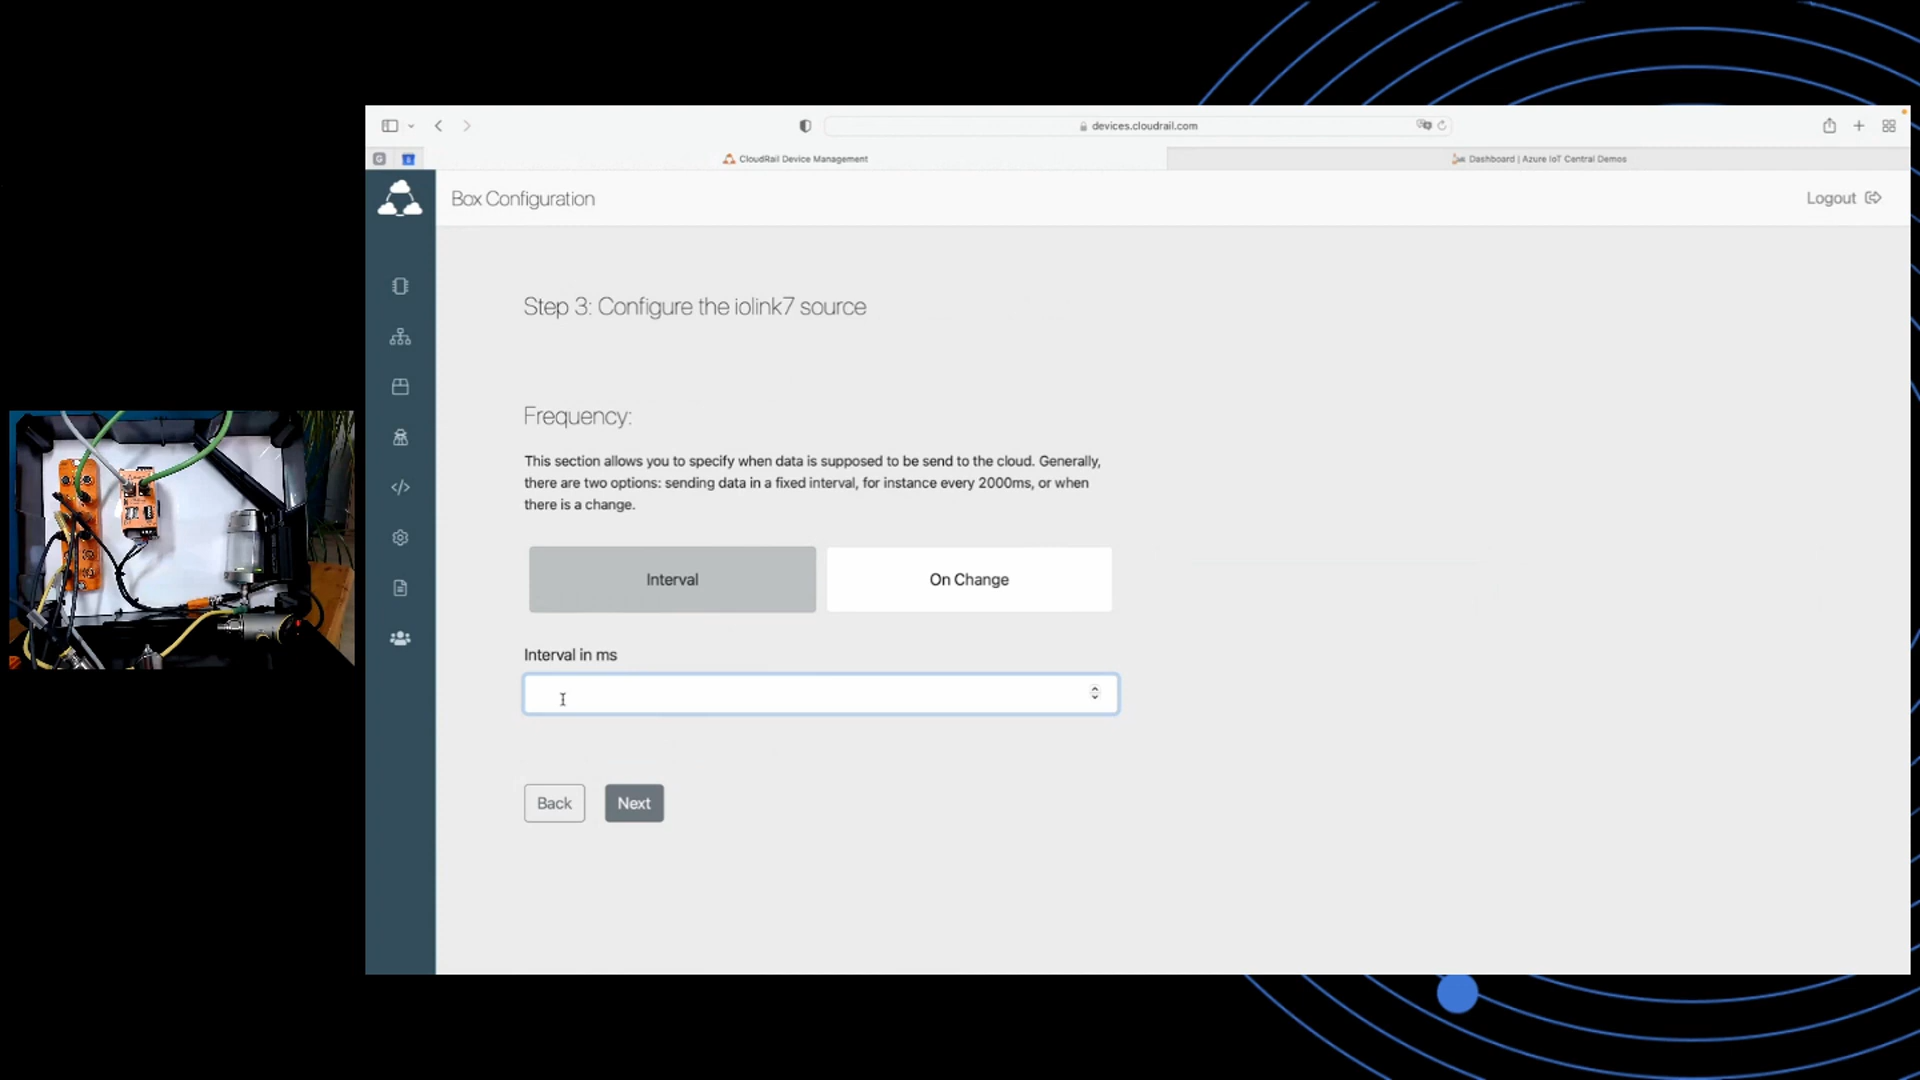 devices.cloudrail.com
G
CloudRail Device Management
Dashboard | Azure IoT Central Demos
Box Configuration
Logout
Step 3: Configure the iolink7 source
Frequency:
This section allows you to specify when data is supposed to be send to the cloud. Generally,
there are two options: sending data in a fixed interval, for instance every 2000ms, or when
there is a change.
Interval
On Change
Interval in ms
Back
Next